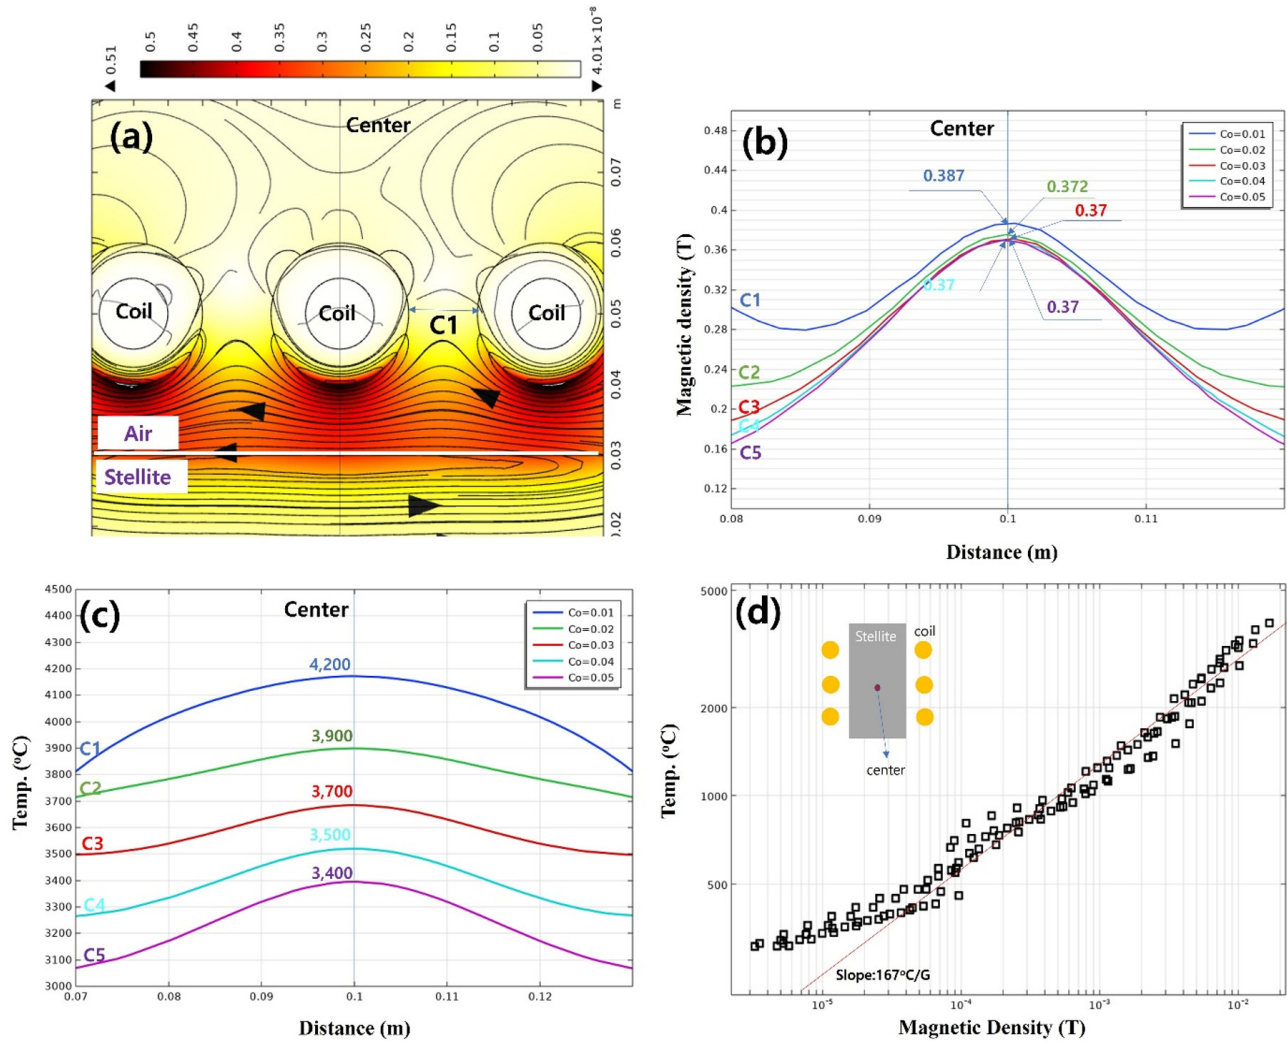 0.51
0.5
0.45
0.4
0.35
0.3
0.25
0.2
0.15
0.1
0.05
4.01×10⁻⁸
(a)
Center
m
0.07
0.06
0.05
0.04
0.03
0.02
Coil
Coil
Coil
C1
Air
Stellite
(b)
Center
Co=0.01
Co=0.02
Co=0.03
Co=0.04
Co=0.05
0.387
0.372
0.37
0.37
0.37
C1
C2
C3
C4
C5
Magnetic density (T)
0.48
0.44
0.4
0.36
0.32
0.28
0.24
0.2
0.16
0.12
0.08
0.09
0.1
0.11
Distance (m)
(c)
Center
Co=0.01
Co=0.02
Co=0.03
Co=0.04
Co=0.05
4,200
3,900
3,700
3,500
3,400
C1
C2
C3
C4
C5
Temp. (°C)
4500
4400
4300
4200
4100
4000
3900
3800
3700
3600
3500
3400
3300
3200
3100
3000
0.07
0.08
0.09
0.1
0.11
0.12
Distance (m)
(d)
Stellite
coil
center
Slope:167°C/G
Temp. (°C)
5000
2000
1000
500
10⁻⁵
10⁻⁴
10⁻³
10⁻²
Magnetic Density (T)